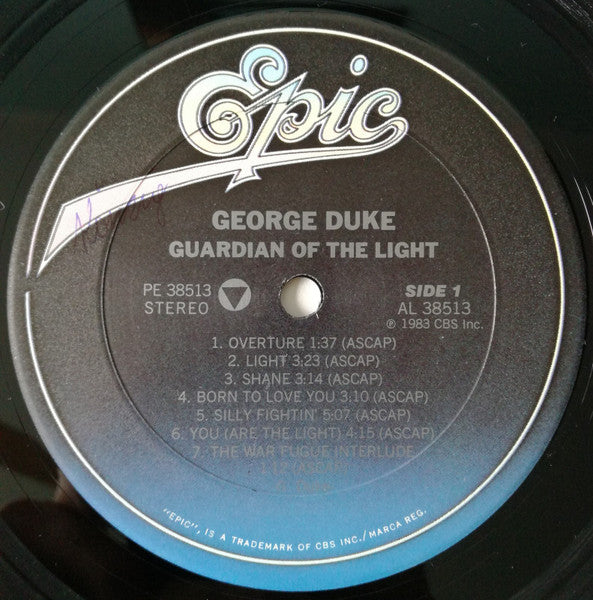 Epic
GEORGE DUKE
GUARDIAN OF THE LIGHT
PE 38513
STEREO
SIDE 1
AL 38513
℗ 1983 CBS Inc.
1. OVERTURE 1:37 (ASCAP)
2. LIGHT 3:23 (ASCAP)
3. SHANE 3:14 (ASCAP)
4. BORN TO LOVE YOU 3:10 (ASCAP)
5. SILLY FIGHTIN' 5:07 (ASCAP)
6. YOU (ARE THE LIGHT) 4:15 (ASCAP)
7. THE WAR FUGUE INTERLUDE
(ASCAP)
"EPIC", IS A TRADEMARK OF CBS INC./MARCA REG.